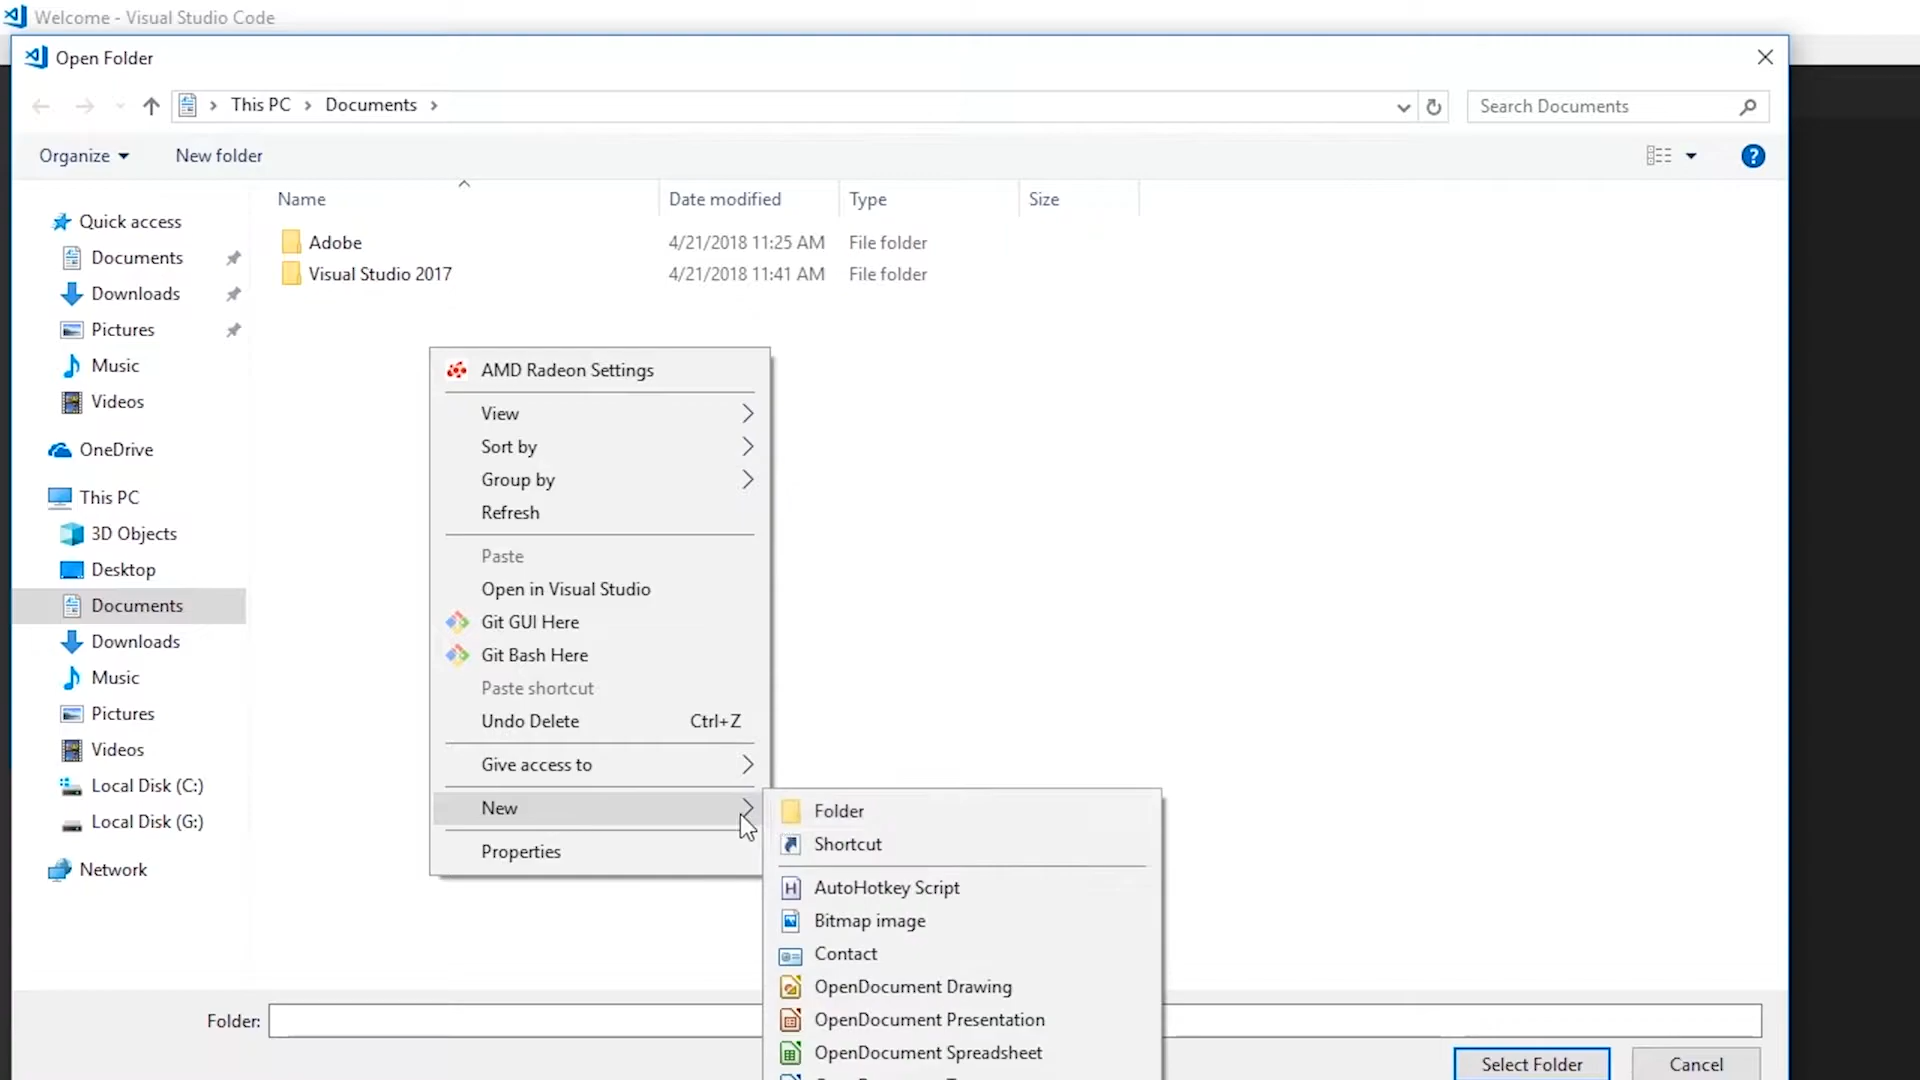 Welcome - Visual Studio Code
Open Folder
This PC > Documents >
Search Documents
Organize
New folder
Name
Date modified
Type
Size
Adobe 4/21/2018 11:25 AM File folder
Visual Studio 2017 4/21/2018 11:41 AM File folder
Quick access
Documents
Downloads
Pictures
Music
Videos
OneDrive
This PC
3D Objects
Desktop
Documents
Downloads
Music
Pictures
Videos
Local Disk (C:)
Local Disk (G:)
Network
AMD Radeon Settings
View
Sort by
Group by
Refresh
Paste
Open in Visual Studio
Git GUI Here
Git Bash Here
Paste shortcut
Undo Delete Ctrl+Z
Give access to
New
Properties
Folder
Shortcut
AutoHotkey Script
Bitmap image
Contact
OpenDocument Drawing
OpenDocument Presentation
OpenDocument Spreadsheet
Folder:
Select Folder
Cancel